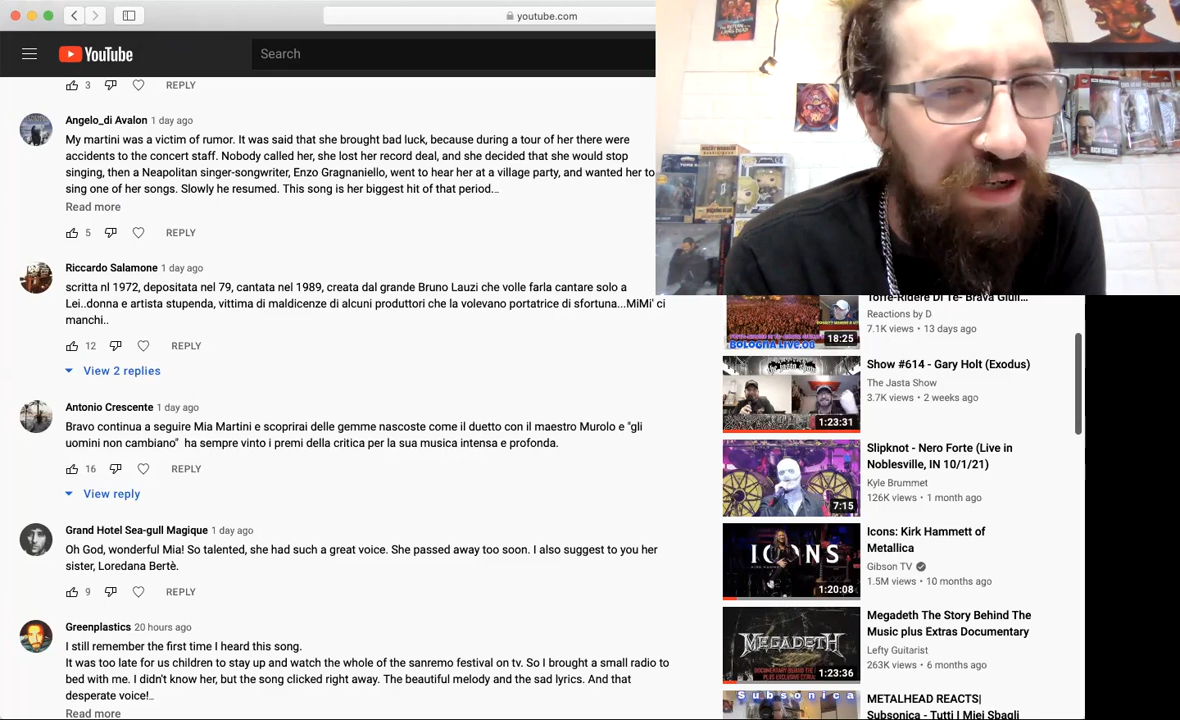 youtube.com
YouTube
Search
3 REPLY
Angelo_di Avalon 1 day ago
My martini was a victim of rumor. It was said that she brought bad luck, because during a tour of her there were
accidents to the concert staff. Nobody called her, she lost her record deal, and she decided that she would stop
singing, then a Neapolitan singer-songwriter, Enzo Gragnaniello, went to hear her at a village party, and wanted her to
sing one of her songs. Slowly he resumed. This song is her biggest hit of that period...
Read more
5 REPLY
Riccardo Salamone 1 day ago
scritta nl 1972, depositata nel 79, cantata nel 1989, creata dal grande Bruno Lauzi che volle farla cantare solo a
Lei..donna e artista stupenda, vittima di maldicenze di alcuni produttori che la volevano portatrice di sfortuna...MiMi' ci
manchi..
12 REPLY
View 2 replies
Antonio Crescente 1 day ago
Bravo continua a seguire Mia Martini e scoprirai delle gemme nascoste come il duetto con il maestro Murolo e "gli
uomini non cambiano" ha sempre vinto i premi della critica per la sua musica intensa e profonda.
16 REPLY
View reply
Grand Hotel Sea-gull Magique 1 day ago
Oh God, wonderful Mia! So talented, she had such a great voice. She passed away too soon. I also suggest to you her
sister, Loredana Bertè.
9 REPLY
Greenplastics 20 hours ago
I still remember the first time I heard this song.
It was too late for us children to stay up and watch the whole of the sanremo festival on tv. So I brought a small radio to
bed with me. I didn't know her, but the song clicked right away. The beautiful melody and the sad lyrics. And that
desperate voice!..
Read more
Toffe-Ridere Di Te- Brava Giuli...
Reactions by D
7.1K views • 13 days ago
BOLOGNA LIVE.08
18:25
Show #614 - Gary Holt (Exodus)
The Jasta Show
3.7K views • 2 weeks ago
1:23:31
Slipknot - Nero Forte (Live in
Noblesville, IN 10/1/21)
Kyle Brummet
126K views • 1 month ago
7:15
Icons: Kirk Hammett of
Metallica
Gibson TV
1.5M views • 10 months ago
ICONS
1:20:08
Megadeth The Story Behind The
Music plus Extras Documentary
Lefty Guitarist
263K views • 6 months ago
MEGADETH
1:23:36
METALHEAD REACTS|
Subsonica - Tutti I Miei Sbagli
Subsonica